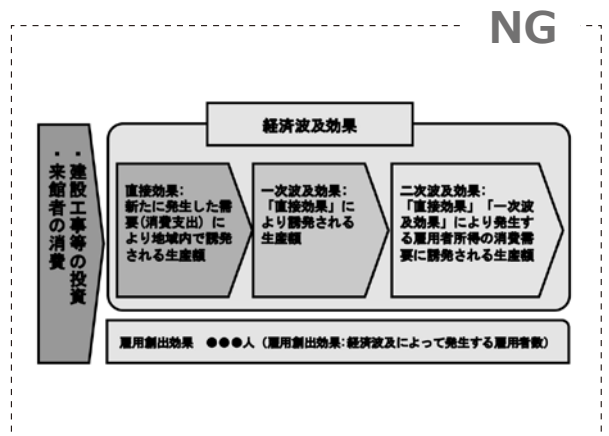 NG
経済波及効果
・建設工事等の投資
・来館者の消費
直接効果:
新たに発生した需
要(消費支出)に
より地域内で誘発
される生産額
一次波及効果:
「直接効果」に
より誘発される
生産額
二次波及効果:
「直接効果」「一次波
及効果」により発生す
る雇用者所得の消費需
要に誘発される生産額
雇用創出効果 ●●●人(雇用創出効果:経済波及によって発生する雇用者数)